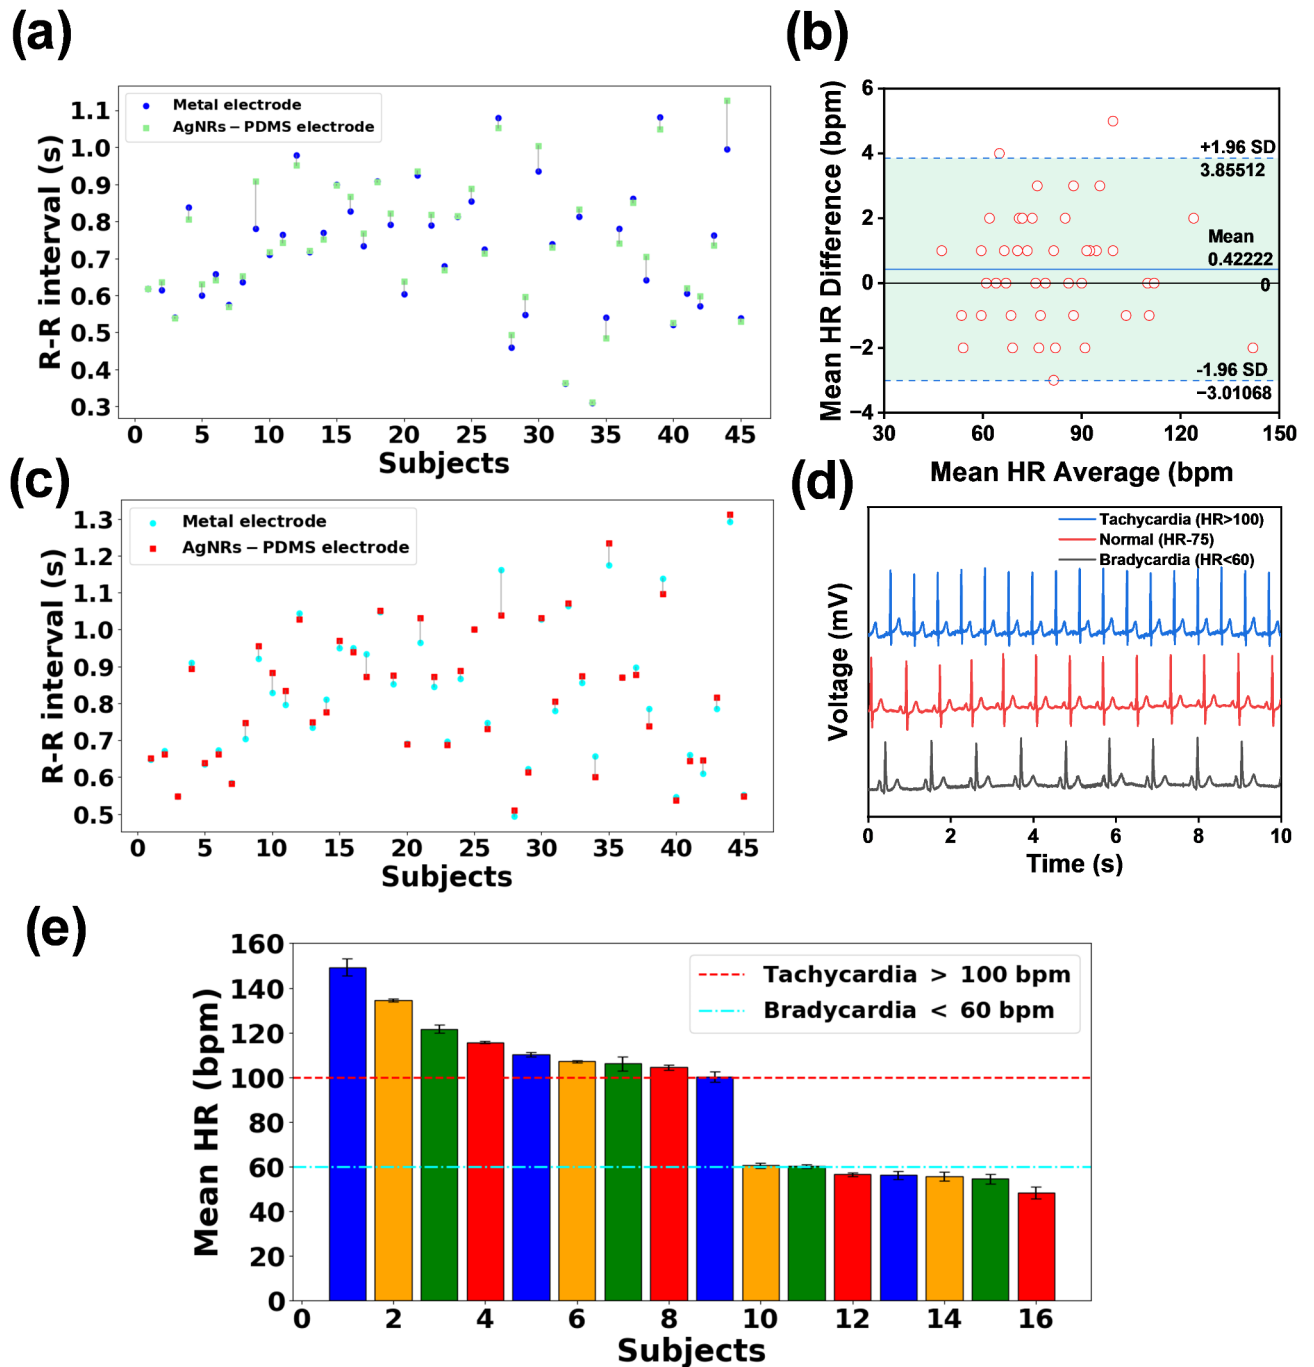 (a)
Metal electrode
AgNRs – PDMS electrode
1.1
1.0
0.9
0.8
0.7
0.6
0.5
0.4
0.3
R-R interval (s)
0 5 10 15 20 25 30 35 40 45
Subjects
(b)
6
4
2
0
−2
−4
Mean HR Difference (bpm)
+1.96 SD
3.85512
Mean
0.42222
0
-1.96 SD
−3.01068
30 60 90 120 150
Mean HR Average (bpm
(c)
Metal electrode
AgNRs – PDMS electrode
1.3
1.2
1.1
1.0
0.9
0.8
0.7
0.6
0.5
R-R interval (s)
0 5 10 15 20 25 30 35 40 45
Subjects
(d)
Tachycardia (HR>100)
Normal (HR-75)
Bradycardia (HR<60)
Voltage (mV)
0 2 4 6 8 10
Time (s)
(e)
160
140
120
100
80
60
40
20
0
Mean HR (bpm)
Tachycardia > 100 bpm
Bradycardia < 60 bpm
0 2 4 6 8 10 12 14 16
Subjects